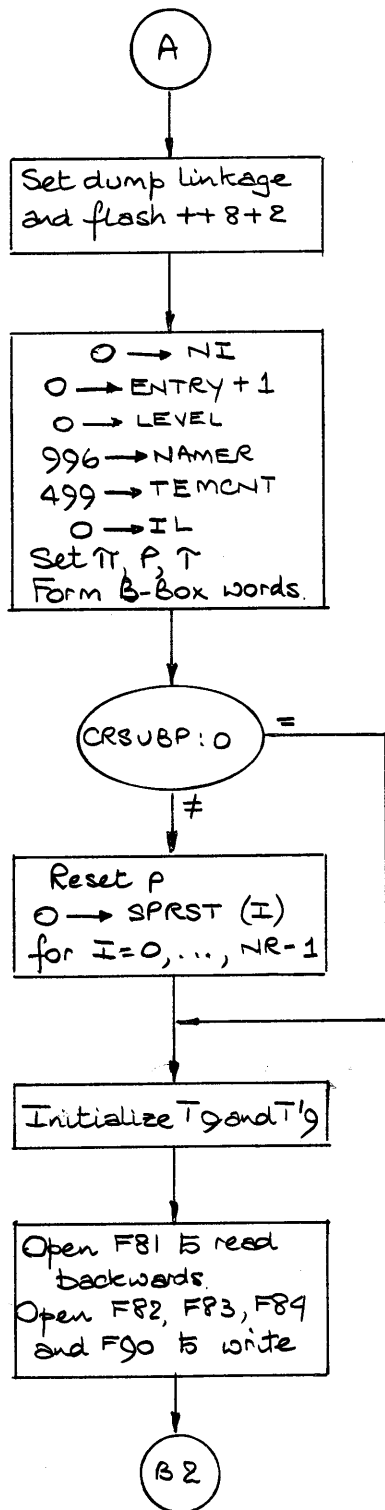 A
Set dump linkage
and flash ++ 8+2
0 → NI
0 → ENTRY + 1
0 → LEVEL
996 → NAMER
499 → TEMCNT
0 → IL
Set π, ρ, τ
Form B-Box words.
CRSUBP : 0
=
≠
Reset ρ
0 → SPRST (I)
for I=0, ..., NR-1
Initialize T9 and T'9
Open F81 to read
backwards.
Open F82, F83, F84
and F90 to write
B2